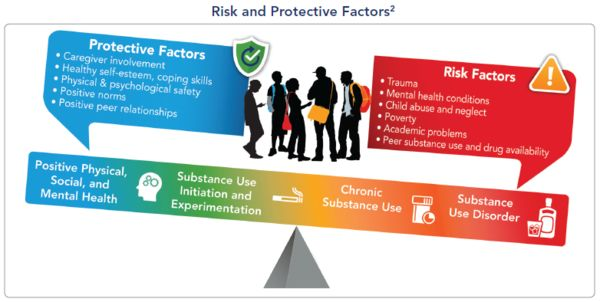 Risk and Protective Factors²
Protective Factors
• Caregiver involvement
• Healthy self-esteem, coping skills
• Physical & psychological safety
• Positive norms
• Positive peer relationships
Risk Factors
• Trauma
• Mental health conditions
• Child abuse and neglect
• Poverty
• Academic problems
• Peer substance use and drug availability
Positive Physical,
Social, and
Mental Health
Substance Use
Initiation and
Experimentation
Chronic
Substance Use
Substance
Use Disorder